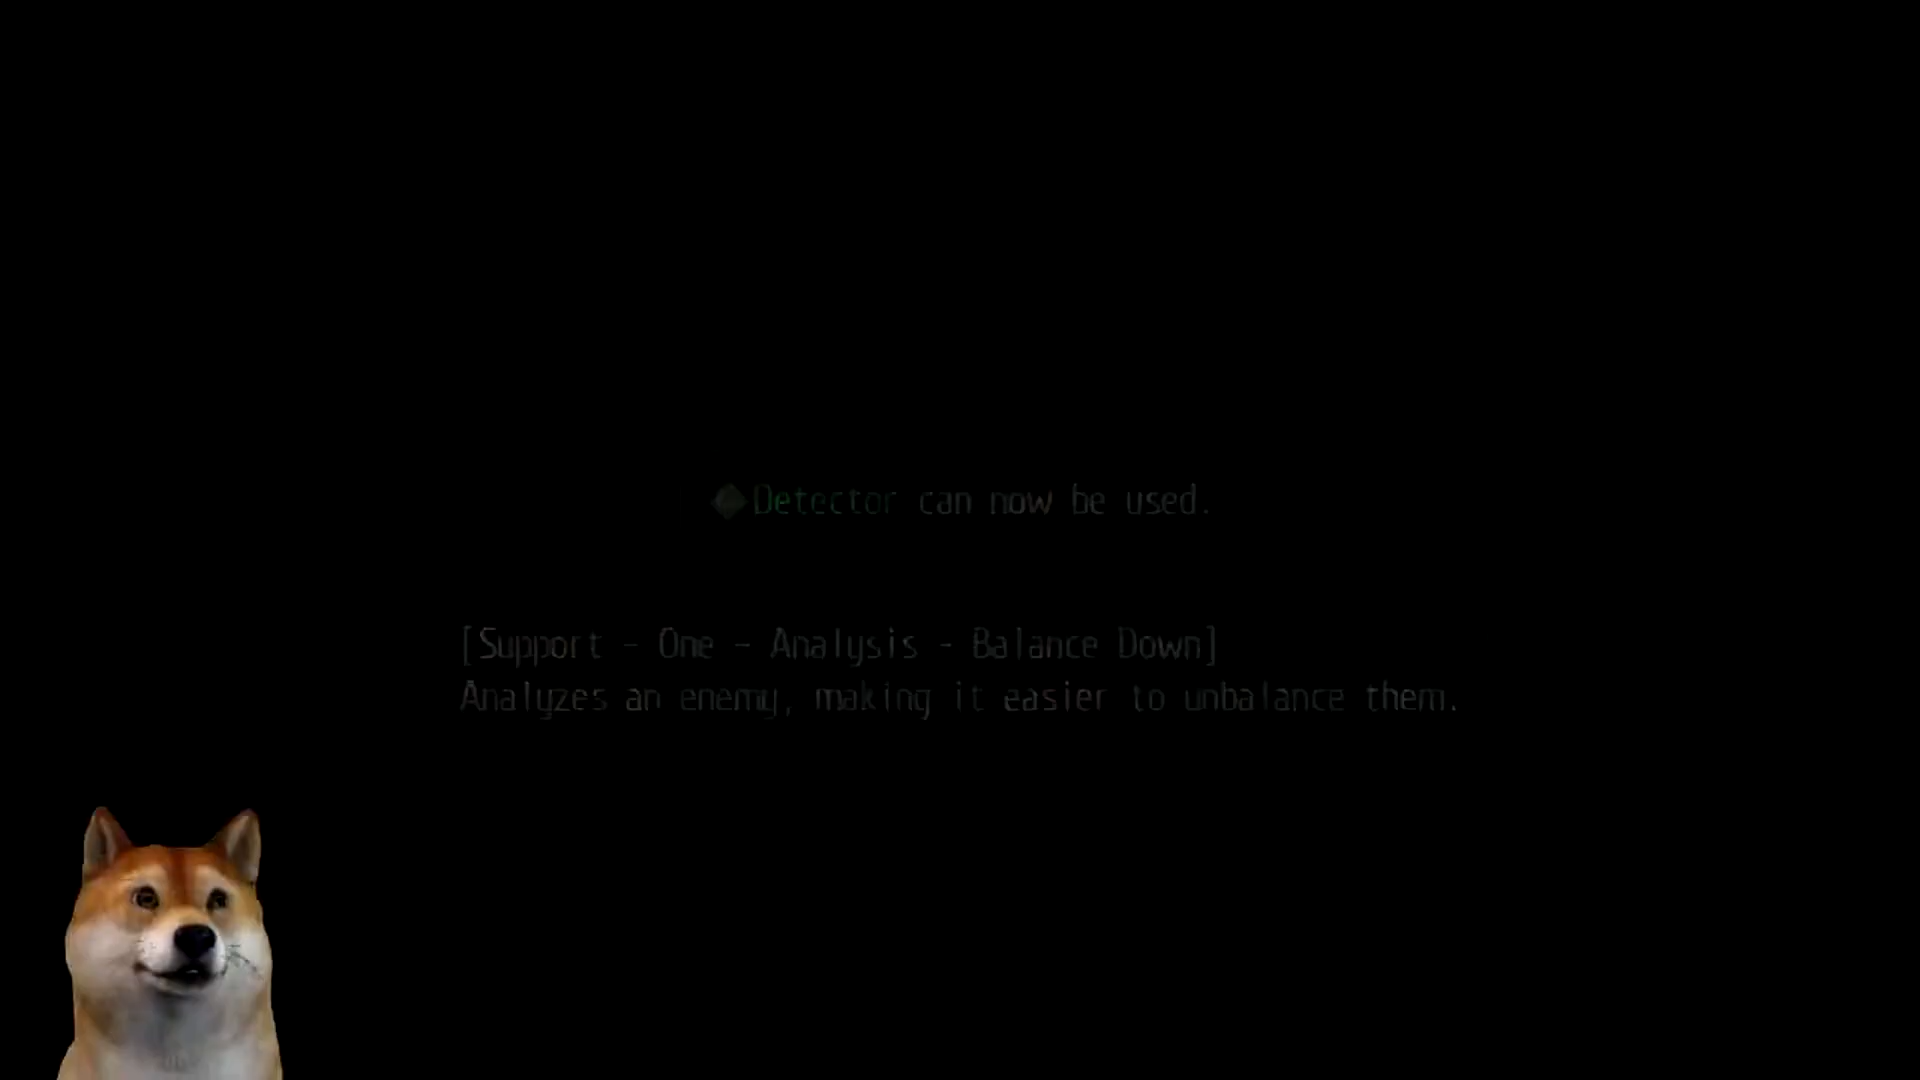 ◆Detector can now be used.
[Support - One - Analysis - Balance Down]
Analyzes an enemy, making it easier to unbalance them.